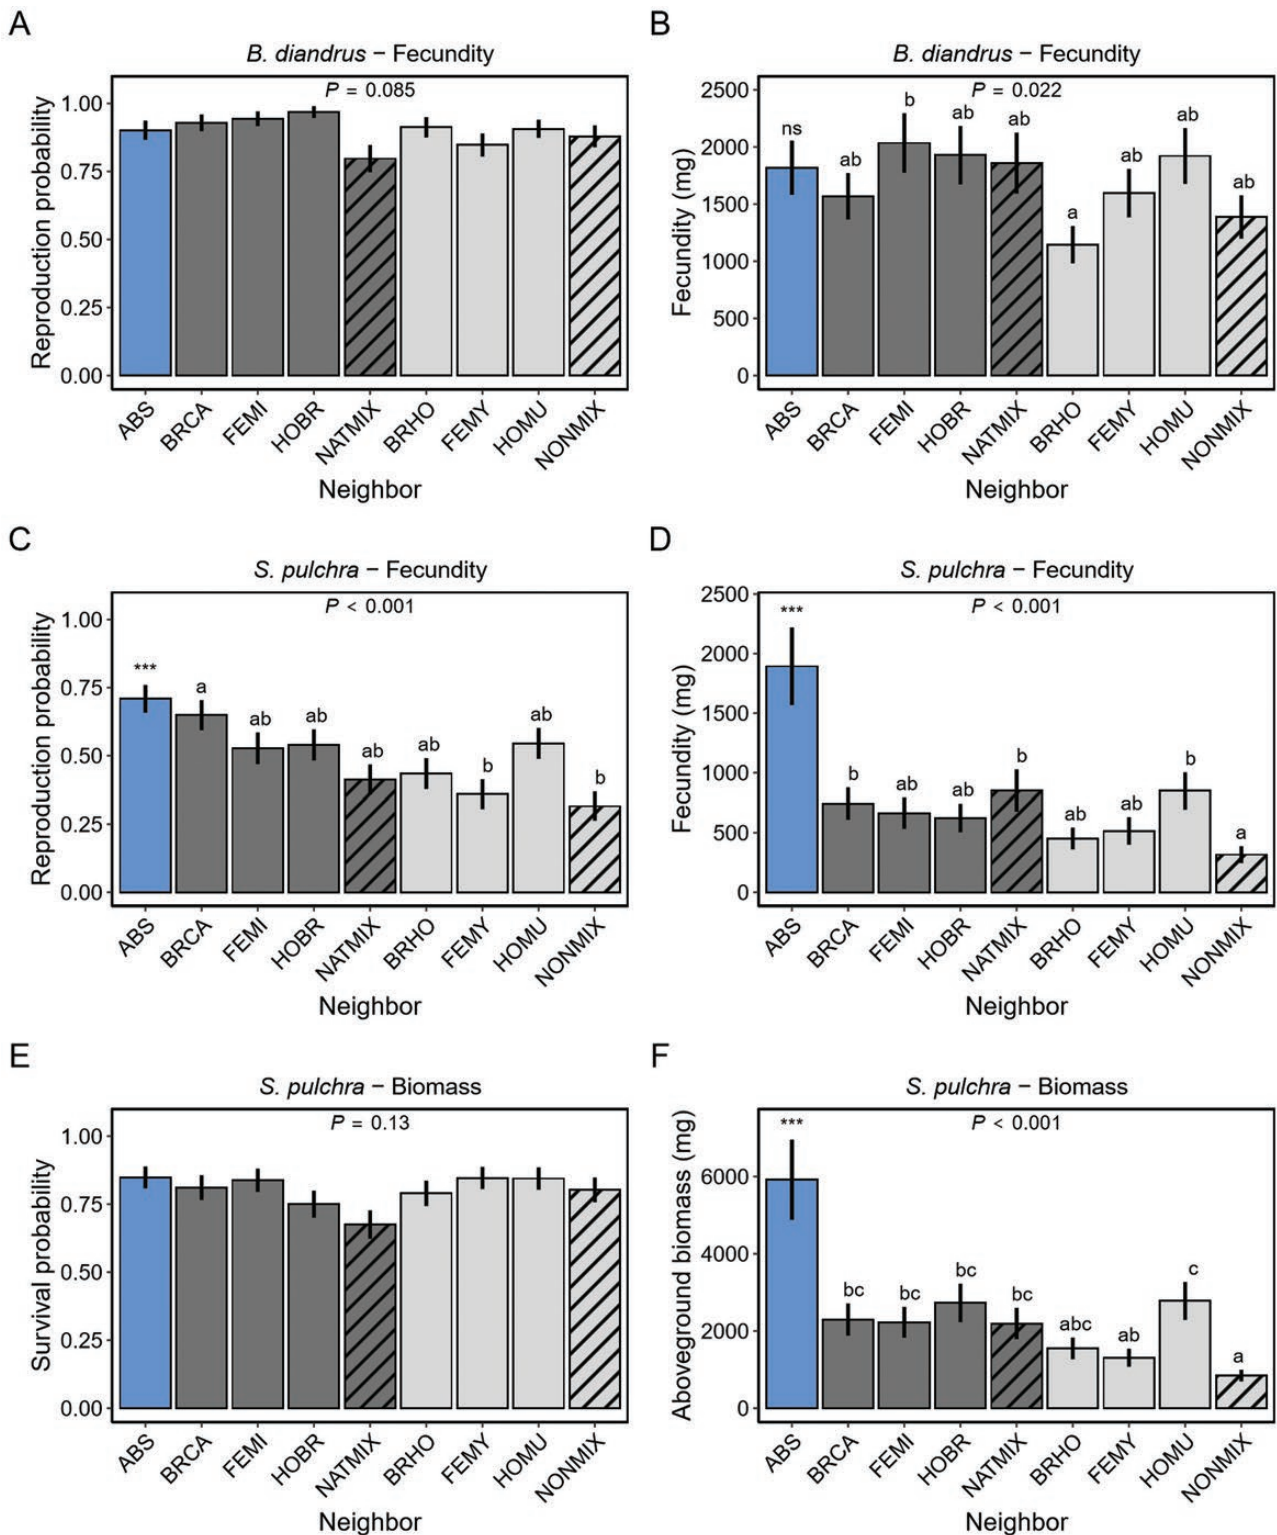 A
B. diandrus − Fecundity
P = 0.085
Reproduction probability
1.00
0.75
0.50
0.25
0.00
ABS BRCA FEMI HOBR NATMIX BRHO FEMY HOMU NONMIX
Neighbor
B
B. diandrus − Fecundity
P = 0.022
Fecundity (mg)
2500
2000
1500
1000
500
0
ns ab b ab ab a ab ab ab
ABS BRCA FEMI HOBR NATMIX BRHO FEMY HOMU NONMIX
Neighbor
C
S. pulchra − Fecundity
P < 0.001
Reproduction probability
1.00
0.75
0.50
0.25
0.00
*** a ab ab ab ab b ab b
ABS BRCA FEMI HOBR NATMIX BRHO FEMY HOMU NONMIX
Neighbor
D
S. pulchra − Fecundity
P < 0.001
Fecundity (mg)
2500
2000
1500
1000
500
0
*** b ab ab b ab ab b a
ABS BRCA FEMI HOBR NATMIX BRHO FEMY HOMU NONMIX
Neighbor
E
S. pulchra − Biomass
P = 0.13
Survival probability
1.00
0.75
0.50
0.25
0.00
ABS BRCA FEMI HOBR NATMIX BRHO FEMY HOMU NONMIX
Neighbor
F
S. pulchra − Biomass
P < 0.001
Aboveground biomass (mg)
6000
4000
2000
0
*** bc bc bc bc abc ab c a
ABS BRCA FEMI HOBR NATMIX BRHO FEMY HOMU NONMIX
Neighbor